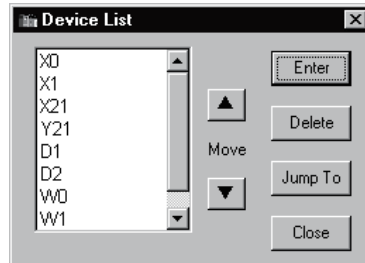 Device List
X0
X1
X21
Y21
D1
D2
W0
W1
Move
Enter
Delete
Jump To
Close